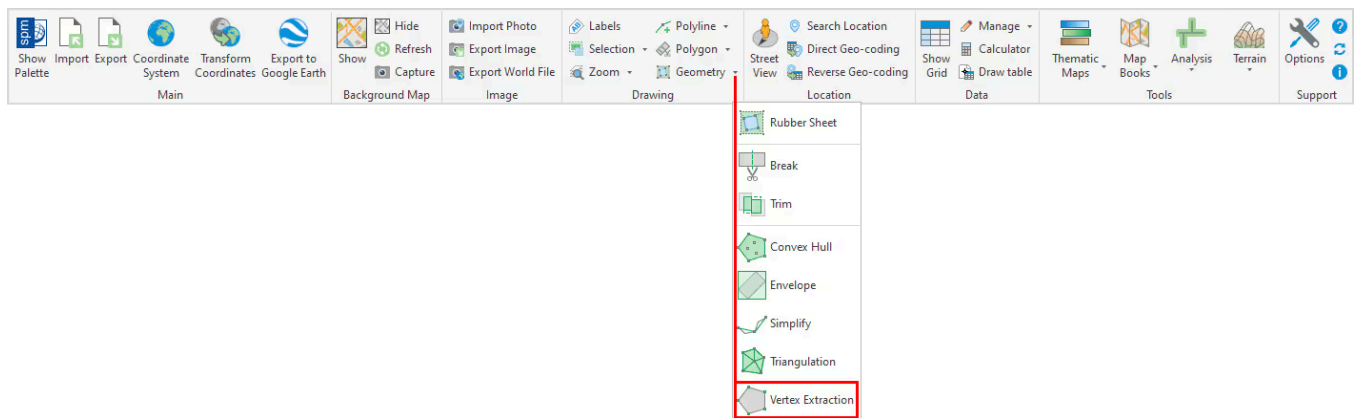 spm
Show
Palette
Import
Export
Coordinate
System
Transform
Coordinates
Export to
Google Earth
Main
Show
Hide
Refresh
Capture
Background Map
Import Photo
Export Image
Export World File
Image
Labels
Selection
Zoom
Polyline
Polygon
Geometry
Drawing
Street
View
Search Location
Direct Geo-coding
Reverse Geo-coding
Location
Show
Grid
Manage
Calculator
Draw table
Data
Thematic
Maps
Map
Books
Analysis
Terrain
Tools
Options
Support
Rubber Sheet
Break
Trim
Convex Hull
Envelope
Simplify
Triangulation
Vertex Extraction